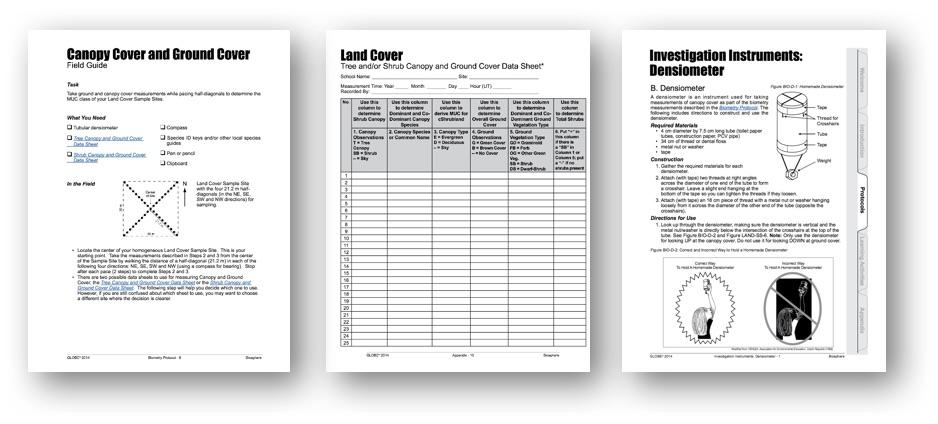 Canopy Cover and Ground Cover
Field Guide
Task
Take ground and canopy cover measurements while pacing half-diagonals to determine the
MUC class of your Land Cover Sample Sites.
What You Need
Tubular densiometer
Tree Canopy and Ground Cover
Data Sheet
Shrub Canopy and Ground Cover
Data Sheet
Compass
Species ID keys and/or other local species
guides
Pen or pencil
Clipboard
In the Field
N
Land Cover Sample Site
with the four 21.2 m half-
diagonals (in the NE, SE,
SW and NW directions) for
sampling.
• Locate the center of your homogeneous Land Cover Sample Site. This is your
starting point. Take the measurements described in Steps 2 and 3 from the center
of the Sample Site by walking the distance of a half-diagonal (21.2 m) in each of the
following four directions: NE, SE, SW and NW (using a compass for bearing). Stop
after each pace (2 steps) to complete Steps 2 and 3.
• There are two possible data sheets to use for measuring Canopy and Ground
Cover, the Tree Canopy and Ground Cover Data Sheet or the Shrub Canopy and
Ground Cover Data Sheet. The following step will help you decide which one to use.
However, if you are still confused about which sheet to use, you may want to choose
a different site where the decision is clearer.
GLOBE® 2014
Biometry Protocol - 8
Biosphere
Land Cover
Tree and/or Shrub Canopy and Ground Cover Data Sheet*
School Name: Site:
Measurement Time: Year Month Day Hour (UT)
Recorded By:
No
Use this
column to
determine
Shrub Canopy
Use this column
to determine
Dominant and Co-
Dominant Canopy
Species
Use this
column to
derive MUC for
Use this column
to determine
Overall Ground
Cover
Use this column
to determine
Dominant and Co-
Dominant Ground
Vegetation Type
Use this
column to
determine
Total Shrubs
1. Canopy
Observations
T = Tree
Canopy
SB = Shrub
- = Sky
2. Canopy Species
or Common Name
3. Canopy Type
E = Evergreen
D = Deciduous
- = Sky
4. Ground
Observations
G = Green Cover
B = Brown Cover
- = No Cover
5. Ground
Vegetation Type
GD = Graminoid
FB = Forb
OG = Other Green
Veg.
SB = Shrub
DS = Dwarf-Shrub
6. Put "+" in
this column
if there
is a
"SB" in
Column 1 or
Column 5; put
a "-" if no
shrubs present
1
2
3
4
5
6
7
8
9
10
11
12
13
14
15
16
17
18
19
20
21
22
23
24
25
GLOBE® 2014
Appendix - 10
Biosphere
Investigation Instruments:
Densiometer
B. Densiometer
A densiometer is an instrument used for taking
measurements of canopy cover as part of the biometry
measures described in the Biometry Protocol. The
following includes directions to construct and use the
densiometer.
Required Materials
• 4 cm diameter by 7.5 cm long tube (toilet paper
tubes, construction paper, PCV pipe)
• 34 cm of thread or dental floss
• metal nut or washer
• tape
Construction
1. Gather the required materials for each
densiometer.
2. Attach (with tape) two threads at right angles
across the diameter of one end of the tube to form
a crosshair. Leave a slight end hanging at the
bottom of the tape so you can tighten the threads if they loosen.
3. Attach (with tape) an 18 cm piece of thread with a metal nut or washer hanging
loosely from it across the diameter of the other end of the tube (opposite the
crosshairs).
Directions for Use
1. Look up through the densiometer, making sure the densiometer is vertical and the
metal nut/washer is directly below the intersection of the crosshairs at the top of the
tube. See Figure BIO-D-2 and Figure LAND-SS-6. Note: Only use the densiometer
for looking UP at the canopy cover. Do not use it for looking DOWN at ground cover.
Figure BIO-D-1: Homemade Densiometer
Tape
Thread for
Crosshairs
Tube
Tape
Weight
Figure BIO-D-2: Correct and Incorrect Way to Hold a Homemade Densiometer
Correct Way
To Hold A Homemade Densiometer
Incorrect Way
To Hold A Homemade Densiometer
GLOBE® 2014
Investigation Instruments: Densiometer - 1
Biosphere
Welcome
Introduction
Protocols
Learning Activities
Appendix